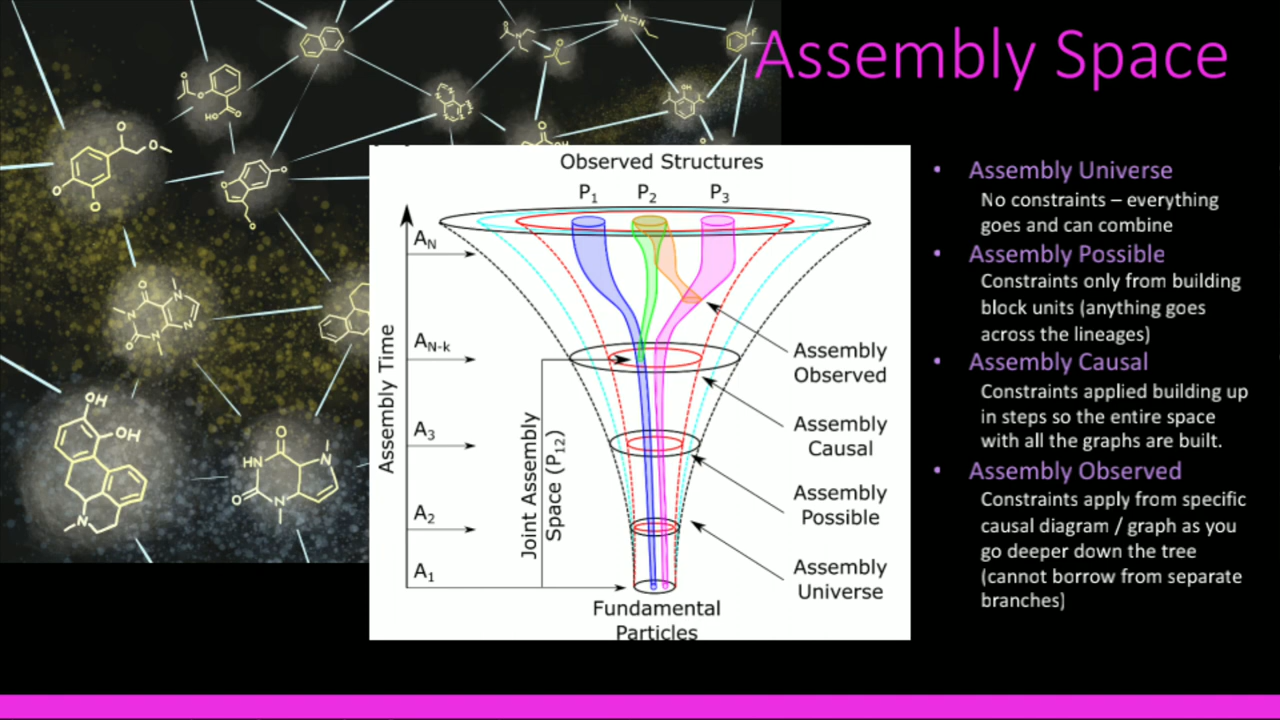 Assembly Space
Observed Structures
P1 P2 P3
AN
AN-k
A3
A2
A1
Assembly Time
Joint Assembly
Space (P12)
Assembly
Observed
Assembly
Causal
Assembly
Possible
Assembly
Universe
Fundamental
Particles
• Assembly Universe
No constraints – everything
goes and can combine
• Assembly Possible
Constraints only from building
block units (anything goes
across the lineages)
• Assembly Causal
Constraints applied building up
in steps so the entire space
with all the graphs are built.
• Assembly Observed
Constraints apply from specific
causal diagram / graph as you
go deeper down the tree
(cannot borrow from separate
branches)
OH
OH
N
O
HN
N
O
N
HO
O
O